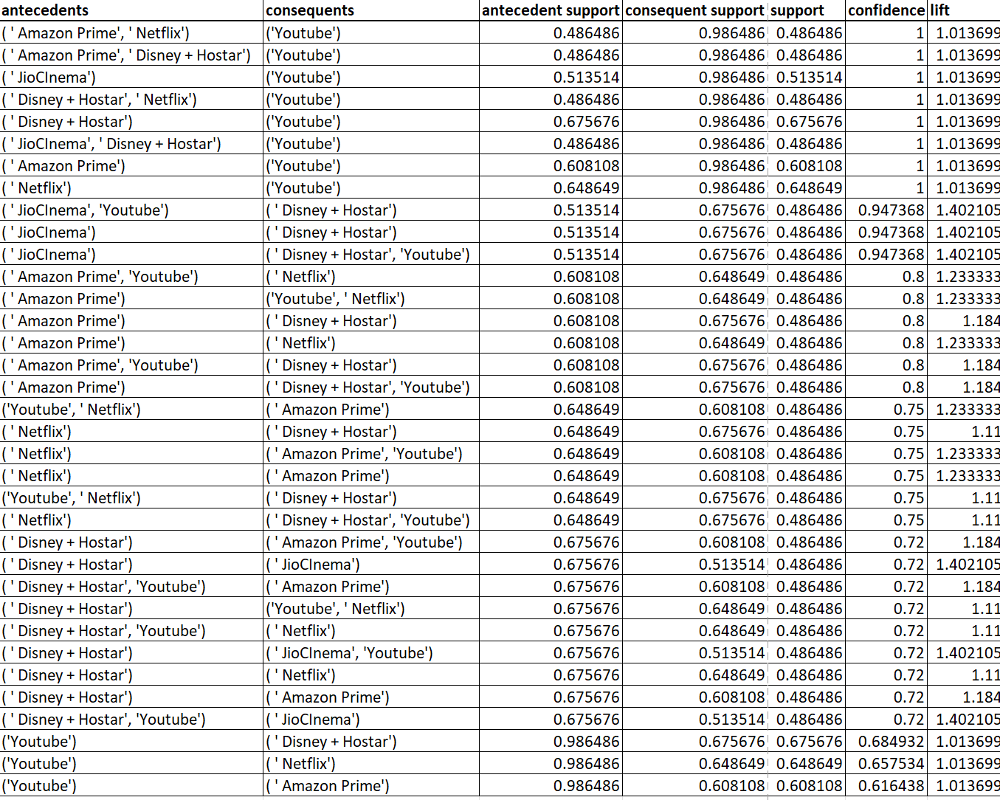 antecedents consequents antecedent support consequent support support confidence lift
( ' Amazon Prime', ' Netflix') ('Youtube') 0.486486 0.986486 0.486486 1 1.013699
( ' Amazon Prime', ' Disney + Hostar') ('Youtube') 0.486486 0.986486 0.486486 1 1.013699
( ' JioCInema') ('Youtube') 0.513514 0.986486 0.513514 1 1.013699
( ' Disney + Hostar', ' Netflix') ('Youtube') 0.486486 0.986486 0.486486 1 1.013699
( ' Disney + Hostar') ('Youtube') 0.675676 0.986486 0.675676 1 1.013699
( ' JioCInema', ' Disney + Hostar') ('Youtube') 0.486486 0.986486 0.486486 1 1.013699
( ' Amazon Prime') ('Youtube') 0.608108 0.986486 0.608108 1 1.013699
( ' Netflix') ('Youtube') 0.648649 0.986486 0.648649 1 1.013699
( ' JioCInema', 'Youtube') ( ' Disney + Hostar') 0.513514 0.675676 0.486486 0.947368 1.402105
( ' JioCInema') ( ' Disney + Hostar') 0.513514 0.675676 0.486486 0.947368 1.402105
( ' JioCInema') ( ' Disney + Hostar', 'Youtube') 0.513514 0.675676 0.486486 0.947368 1.402105
( ' Amazon Prime', 'Youtube') ( ' Netflix') 0.608108 0.648649 0.486486 0.8 1.233333
( ' Amazon Prime') ('Youtube', ' Netflix') 0.608108 0.648649 0.486486 0.8 1.233333
( ' Amazon Prime') ( ' Disney + Hostar') 0.608108 0.675676 0.486486 0.8 1.184
( ' Amazon Prime') ( ' Netflix') 0.608108 0.648649 0.486486 0.8 1.233333
( ' Amazon Prime', 'Youtube') ( ' Disney + Hostar') 0.608108 0.675676 0.486486 0.8 1.184
( ' Amazon Prime') ( ' Disney + Hostar', 'Youtube') 0.608108 0.675676 0.486486 0.8 1.184
('Youtube', ' Netflix') ( ' Amazon Prime') 0.648649 0.608108 0.486486 0.75 1.233333
( ' Netflix') ( ' Disney + Hostar') 0.648649 0.675676 0.486486 0.75 1.11
( ' Netflix') ( ' Amazon Prime', 'Youtube') 0.648649 0.608108 0.486486 0.75 1.233333
( ' Netflix') ( ' Amazon Prime') 0.648649 0.608108 0.486486 0.75 1.233333
('Youtube', ' Netflix') ( ' Disney + Hostar') 0.648649 0.675676 0.486486 0.75 1.11
( ' Netflix') ( ' Disney + Hostar', 'Youtube') 0.648649 0.675676 0.486486 0.75 1.11
( ' Disney + Hostar') ( ' Amazon Prime', 'Youtube') 0.675676 0.608108 0.486486 0.72 1.184
( ' Disney + Hostar') ( ' JioCInema') 0.675676 0.513514 0.486486 0.72 1.402105
( ' Disney + Hostar', 'Youtube') ( ' Amazon Prime') 0.675676 0.608108 0.486486 0.72 1.184
( ' Disney + Hostar') ('Youtube', ' Netflix') 0.675676 0.648649 0.486486 0.72 1.11
( ' Disney + Hostar', 'Youtube') ( ' Netflix') 0.675676 0.648649 0.486486 0.72 1.11
( ' Disney + Hostar') ( ' JioCInema', 'Youtube') 0.675676 0.513514 0.486486 0.72 1.402105
( ' Disney + Hostar') ( ' Netflix') 0.675676 0.648649 0.486486 0.72 1.11
( ' Disney + Hostar') ( ' Amazon Prime') 0.675676 0.608108 0.486486 0.72 1.184
( ' Disney + Hostar', 'Youtube') ( ' JioCInema') 0.675676 0.513514 0.486486 0.72 1.402105
('Youtube') ( ' Disney + Hostar') 0.986486 0.675676 0.675676 0.684932 1.013699
('Youtube') ( ' Netflix') 0.986486 0.648649 0.648649 0.657534 1.013699
('Youtube') ( ' Amazon Prime') 0.986486 0.608108 0.608108 0.616438 1.013699